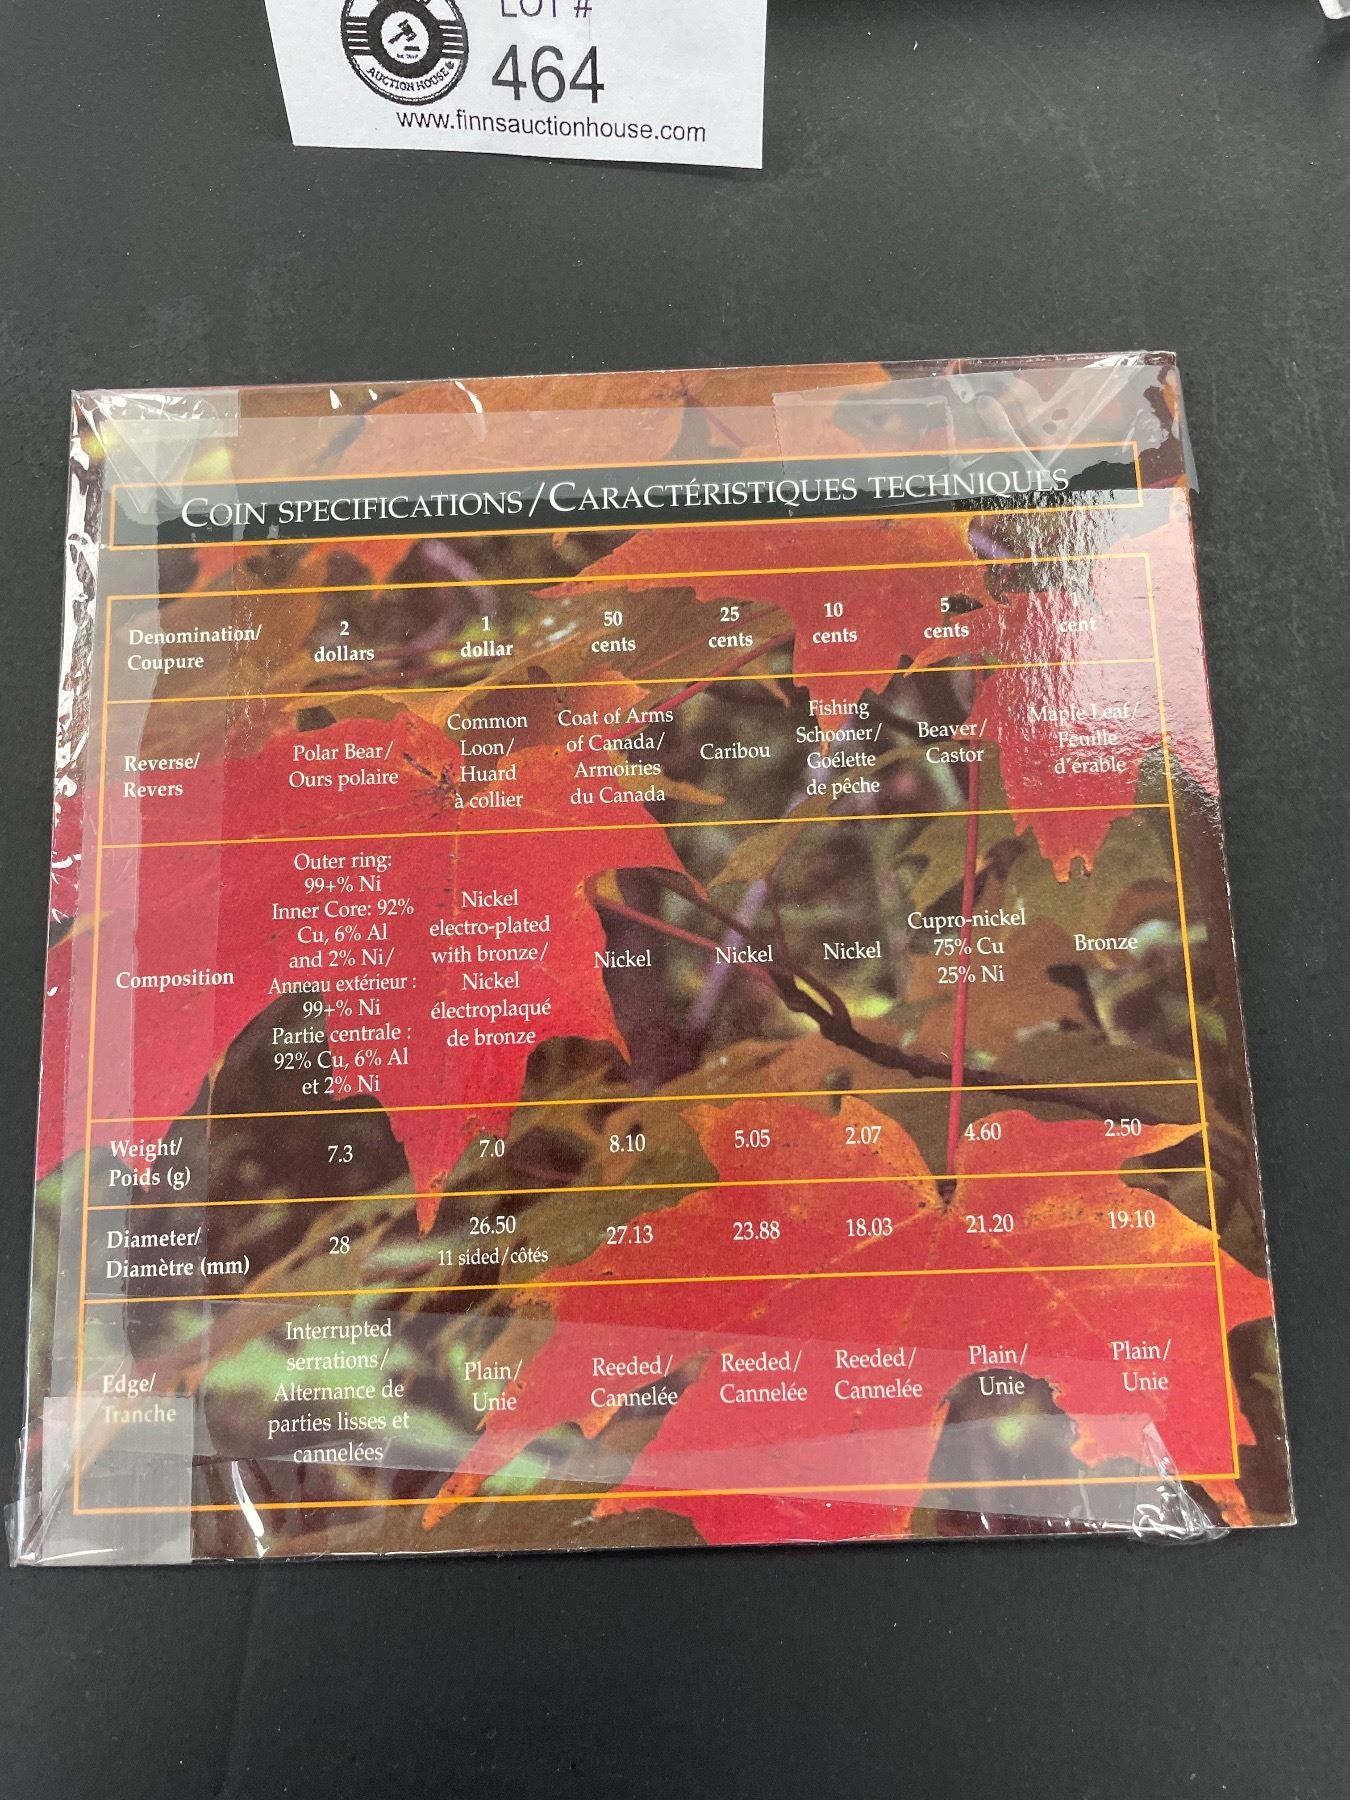 LOT #
464
AUCTION HOUSE
www.finnsauctionhouse.com
COIN SPECIFICATIONS/CARACTÉRISTIQUES TECHNIQUES
Denomination/
Coupure
2
dollars
1
dollar
50
cents
25
cents
10
cents
5
cents
1
cent
Reverse/
Revers
Polar Bear/
Ours polaire
Common
Loon/
Huard
à collier
Coat of Arms
of Canada/
Armoiries
du Canada
Caribou
Fishing
Schooner/
Goélette
de pêche
Beaver/
Castor
Maple Leaf/
Feuille
d'érable
Composition
Outer ring:
99+% Ni
Inner Core: 92%
Cu, 6% Al
and 2% Ni/
Anneau extérieur :
99+% Ni
Partie centrale :
92% Cu, 6% Al
et 2% Ni
Nickel
electro-plated
with bronze/
Nickel
électroplaqué
de bronze
Nickel
Nickel
Nickel
Cupro-nickel
75% Cu
25% Ni
Bronze
Weight/
Poids (g)
7.3
7.0
8.10
5.05
2.07
4.60
2.50
Diameter/
Diamètre (mm)
28
26.50
11 sided/côtés
27.13
23.88
18.03
21.20
19.10
Edge/
Tranche
Interrupted
serrations/
Alternance de
parties lisses et
cannelées
Plain/
Unie
Reeded/
Cannelée
Reeded/
Cannelée
Reeded/
Cannelée
Plain/
Unie
Plain/
Unie